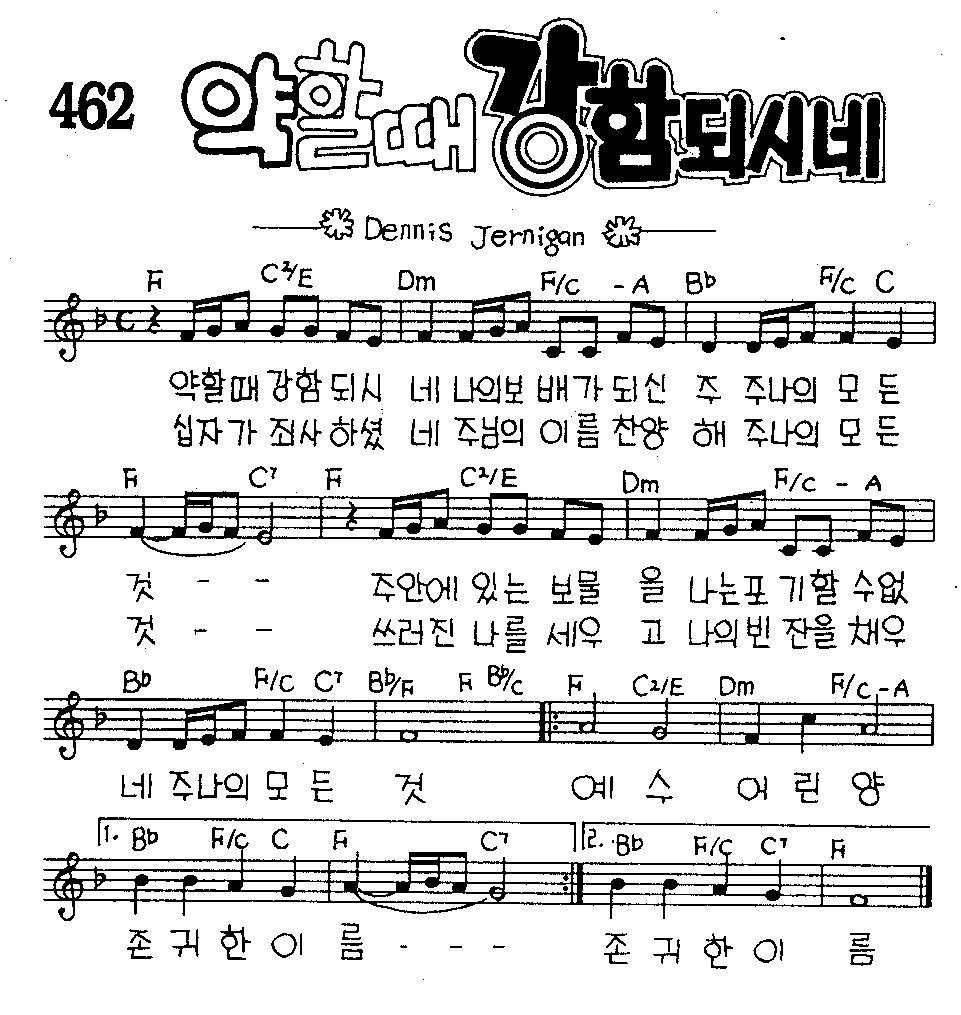 462 약할때 강함되시네
Dennis Jernigan
F C2/E Dm F/C - A Bb F/C C
약할때 강함 되시 네 나의보 배가 되신 주 주나의 모 든
십자가 죄사 하셨 네 주님의 이름 찬양 해 주나의 모 든
F C7 F C2/E Dm F/C - A
것 - - 주안에 있는 보물 을 나는포 기할 수없
것 - - 쓰러진 나를 세우 고 나의빈 잔을 채우
Bb F/C C7 Bb/F F Bb/C F C2/E Dm F/C - A
네 주나의 모 든 것 예 수 어 린 양
1. Bb F/C C F C7 2. Bb F/C C7 F
존 귀 한 이 름 - - - 존 귀 한 이 름